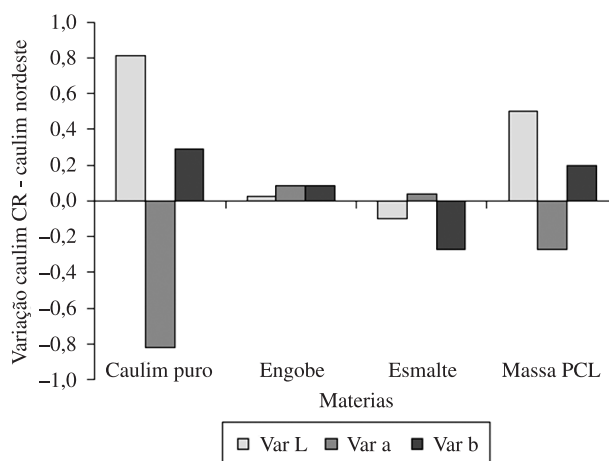 Variação caulim CR - caulim nordeste
1,0
0,8
0,6
0,4
0,2
0,0
−0,2
−0,4
−0,6
−0,8
−1,0
Caulim puro Engobe Esmalte Massa PCL
Materias
Var L Var a Var b